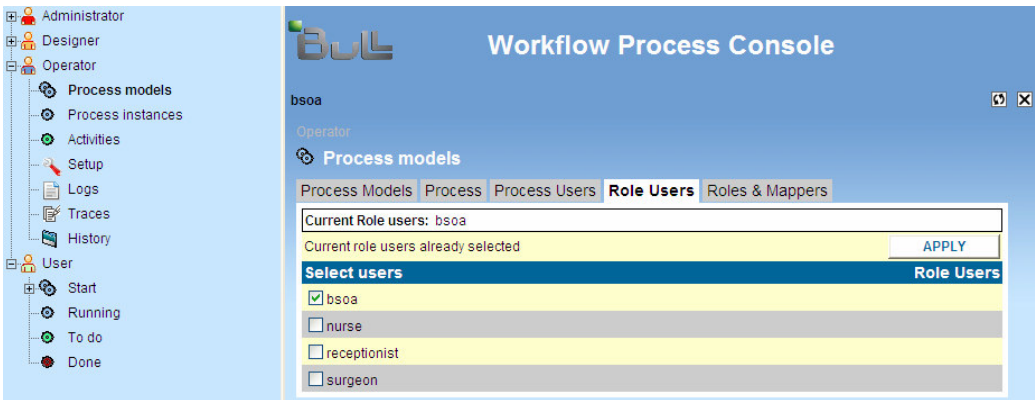 Administrator
Designer
Operator
Process models
Process instances
Activities
Setup
Logs
Traces
History
User
Start
Running
To do
Done
Bull
Workflow Process Console
bsoa
Operator
Process models
Process Models Process Process Users Role Users Roles & Mappers
Current Role users: bsoa
Current role users already selected APPLY
Select users Role Users
bsoa
nurse
receptionist
surgeon